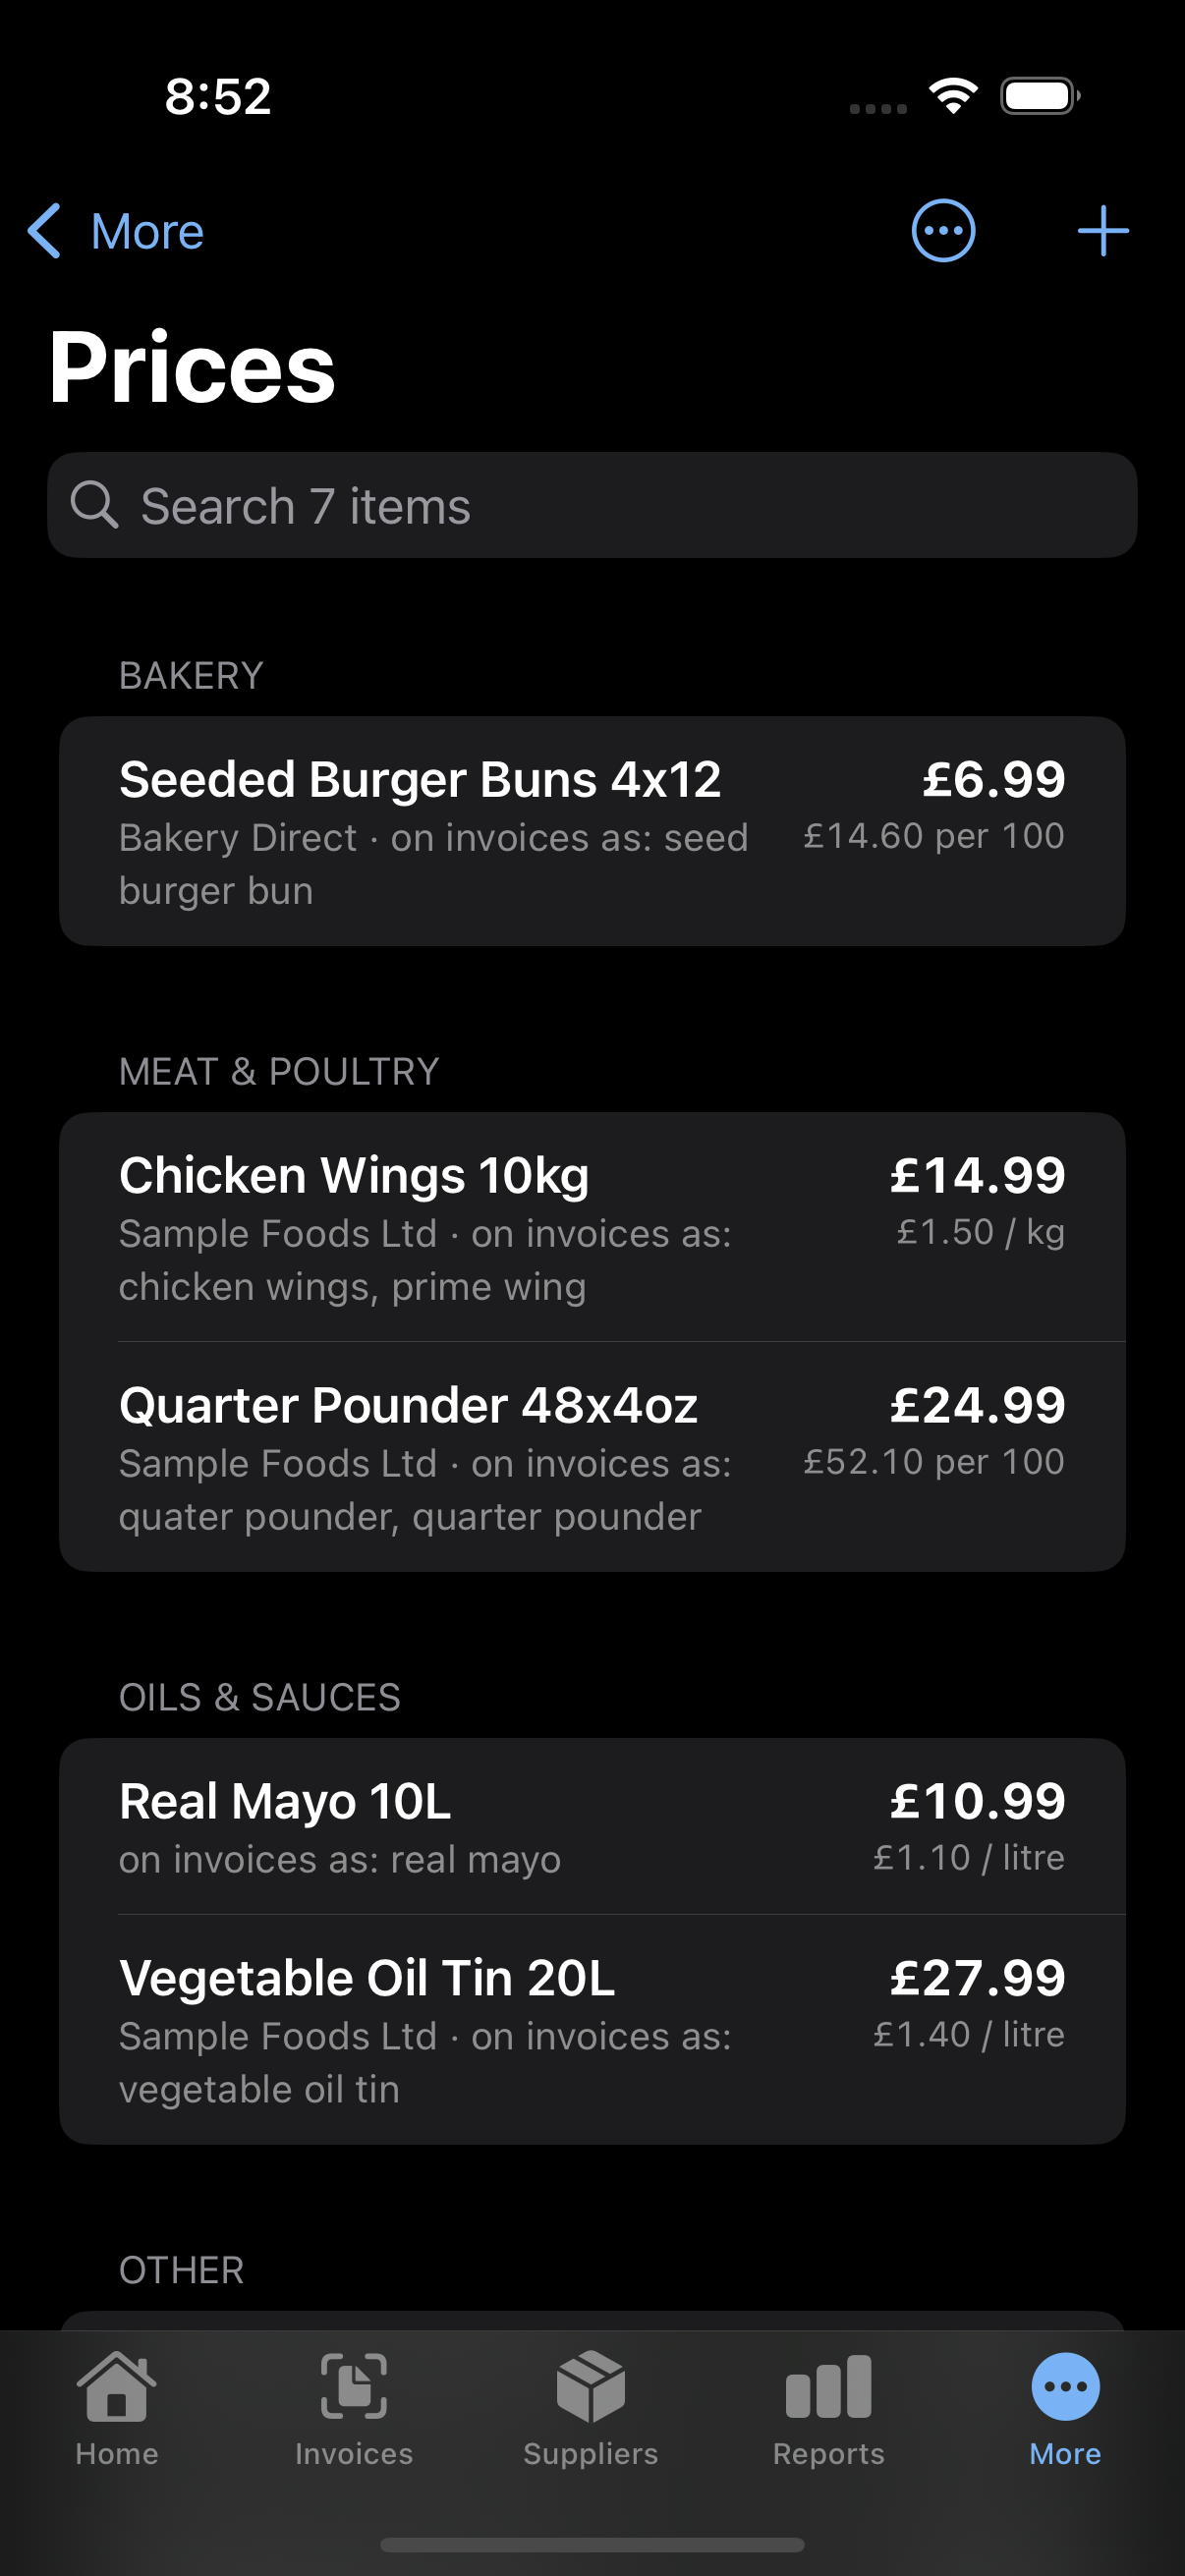 8:52
More
Prices
Search 7 items
BAKERY
Seeded Burger Buns 4x12
£6.99
Bakery Direct · on invoices as: seed
£14.60 per 100
burger bun
MEAT & POULTRY
Chicken Wings 10kg
£14.99
Sample Foods Ltd · on invoices as:
£1.50 / kg
chicken wings, prime wing
Quarter Pounder 48x4oz
£24.99
Sample Foods Ltd · on invoices as:
£52.10 per 100
quater pounder, quarter pounder
OILS & SAUCES
Real Mayo 10L
£10.99
on invoices as: real mayo
£1.10 / litre
Vegetable Oil Tin 20L
£27.99
Sample Foods Ltd · on invoices as:
£1.40 / litre
vegetable oil tin
OTHER
Home
Invoices
Suppliers
Reports
More